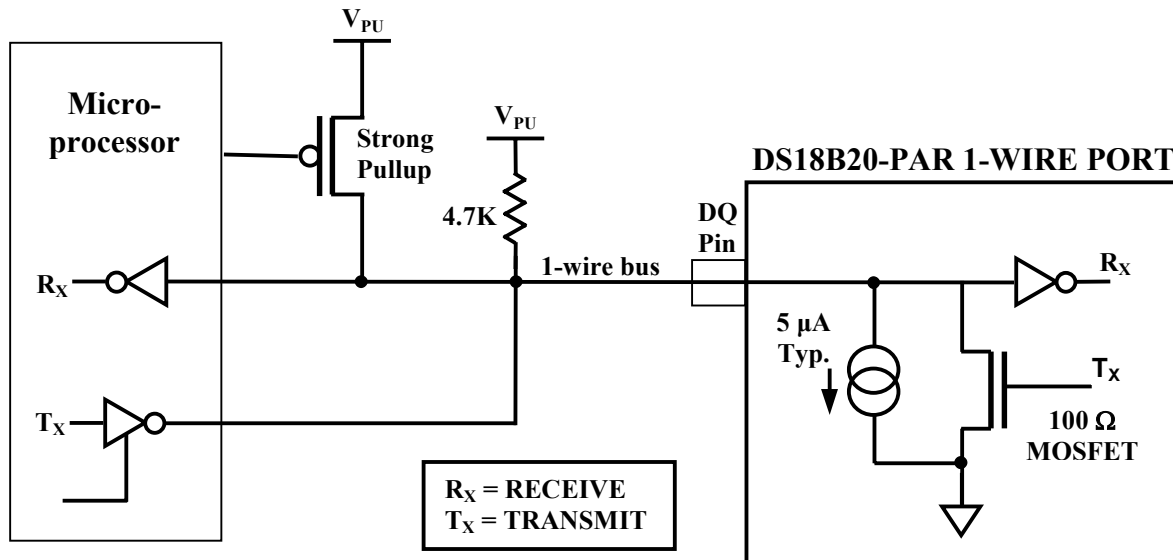 V_PU
Micro-
processor
Strong
Pullup
V_PU
4.7K
DS18B20-PAR 1-WIRE PORT
DQ
Pin
R_X
1-wire bus
R_X
5 µA
Typ.
T_X
T_X
100 Ω
MOSFET
R_X = RECEIVE
T_X = TRANSMIT